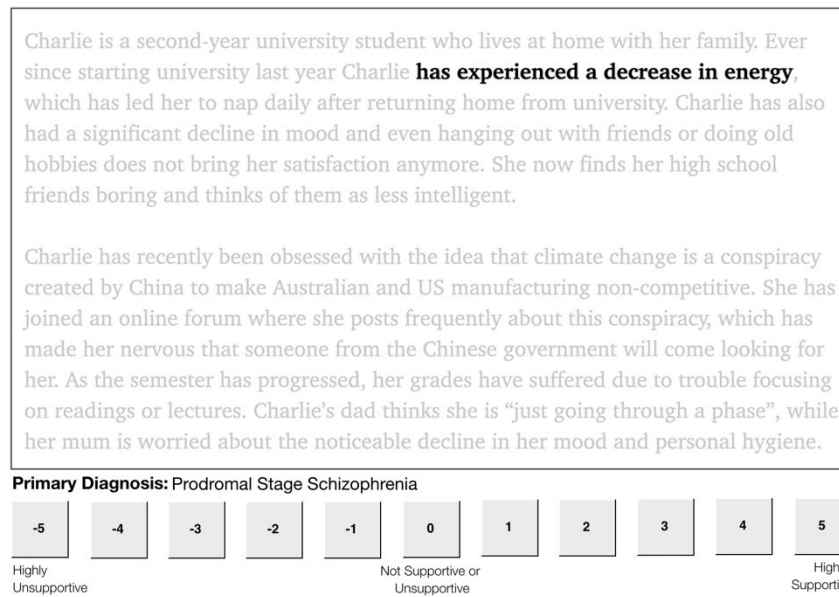 Charlie is a second-year university student who lives at home with her family. Ever
since starting university last year Charlie has experienced a decrease in energy,
which has led her to nap daily after returning home from university. Charlie has also
had a significant decline in mood and even hanging out with friends or doing old
hobbies does not bring her satisfaction anymore. She now finds her high school
friends boring and thinks of them as less intelligent.
Charlie has recently been obsessed with the idea that climate change is a conspiracy
created by China to make Australian and US manufacturing non-competitive. She has
joined an online forum where she posts frequently about this conspiracy, which has
made her nervous that someone from the Chinese government will come looking for
her. As the semester has progressed, her grades have suffered due to trouble focusing
on readings or lectures. Charlie’s dad thinks she is “just going through a phase”, while
her mum is worried about the noticeable decline in her mood and personal hygiene.
Primary Diagnosis: Prodromal Stage Schizophrenia
-5 -4 -3 -2 -1 0 1 2 3 4 5
Highly Not Supportive or High
Unsupportive Unsupportive Supporti